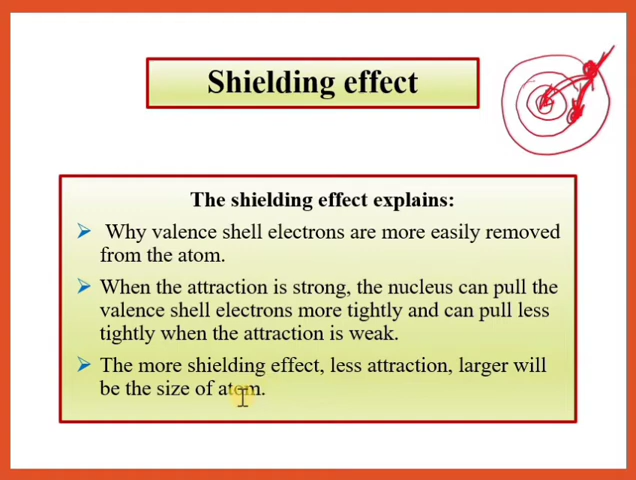 Shielding effect
The shielding effect explains:
Why valence shell electrons are more easily removed
from the atom.
When the attraction is strong, the nucleus can pull the
valence shell electrons more tightly and can pull less
tightly when the attraction is weak.
The more shielding effect, less attraction, larger will
be the size of atom.